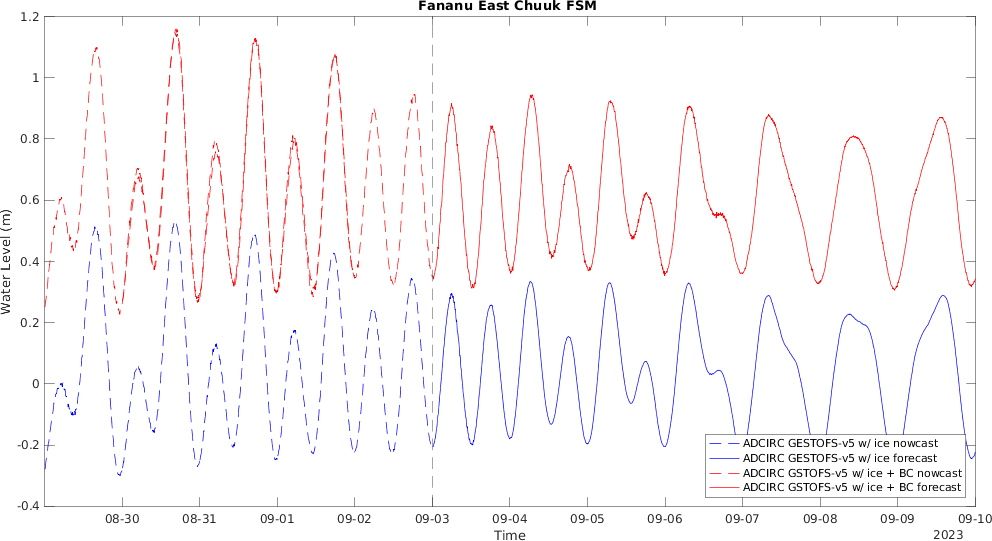 Fananu East Chuuk FSM
1.2
1
0.8
0.6
0.4
0.2
0
-0.2
-0.4
Water Level (m)
08-30 08-31 09-01 09-02 09-03 09-04 09-05 09-06 09-07 09-08 09-09 09-10
Time
2023
ADCIRC GESTOFS-v5 w/ ice nowcast
ADCIRC GESTOFS-v5 w/ ice forecast
ADCIRC GSTOFS-v5 w/ ice + BC nowcast
ADCIRC GSTOFS-v5 w/ ice + BC forecast